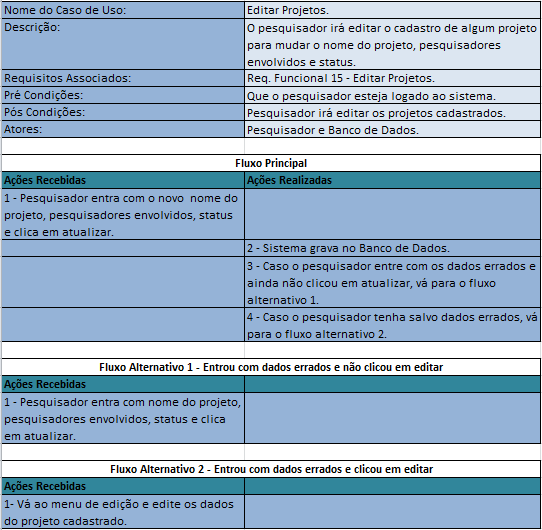 Nome do Caso de Uso: Editar Projetos.
Descrição: O pesquisador irá editar o cadastro de algum projeto
para mudar o nome do projeto, pesquisadores
envolvidos e status.
Requisitos Associados: Req. Funcional 15 - Editar Projetos.
Pré Condições: Que o pesquisador esteja logado ao sistema.
Pós Condições: Pesquisador irá editar os projetos cadastrados.
Atores: Pesquisador e Banco de Dados.
Fluxo Principal
Ações Recebidas Ações Realizadas
1 - Pesquisador entra com o novo nome do
projeto, pesquisadores envolvidos, status
e clica em atualizar.
2 - Sistema grava no Banco de Dados.
3 - Caso o pesquisador entre com os dados errados e
ainda não clicou em atualizar, vá para o fluxo
alternativo 1.
4 - Caso o pesquisador tenha salvo dados errados, vá
para o fluxo alternativo 2.
Fluxo Alternativo 1 - Entrou com dados errados e não clicou em editar
Ações Recebidas
1 - Pesquisador entra com nome do projeto,
pesquisadores envolvidos, status e clica
em atualizar.
Fluxo Alternativo 2 - Entrou com dados errados e clicou em editar
Ações Recebidas
1- Vá ao menu de edição e edite os dados
do projeto cadastrado.